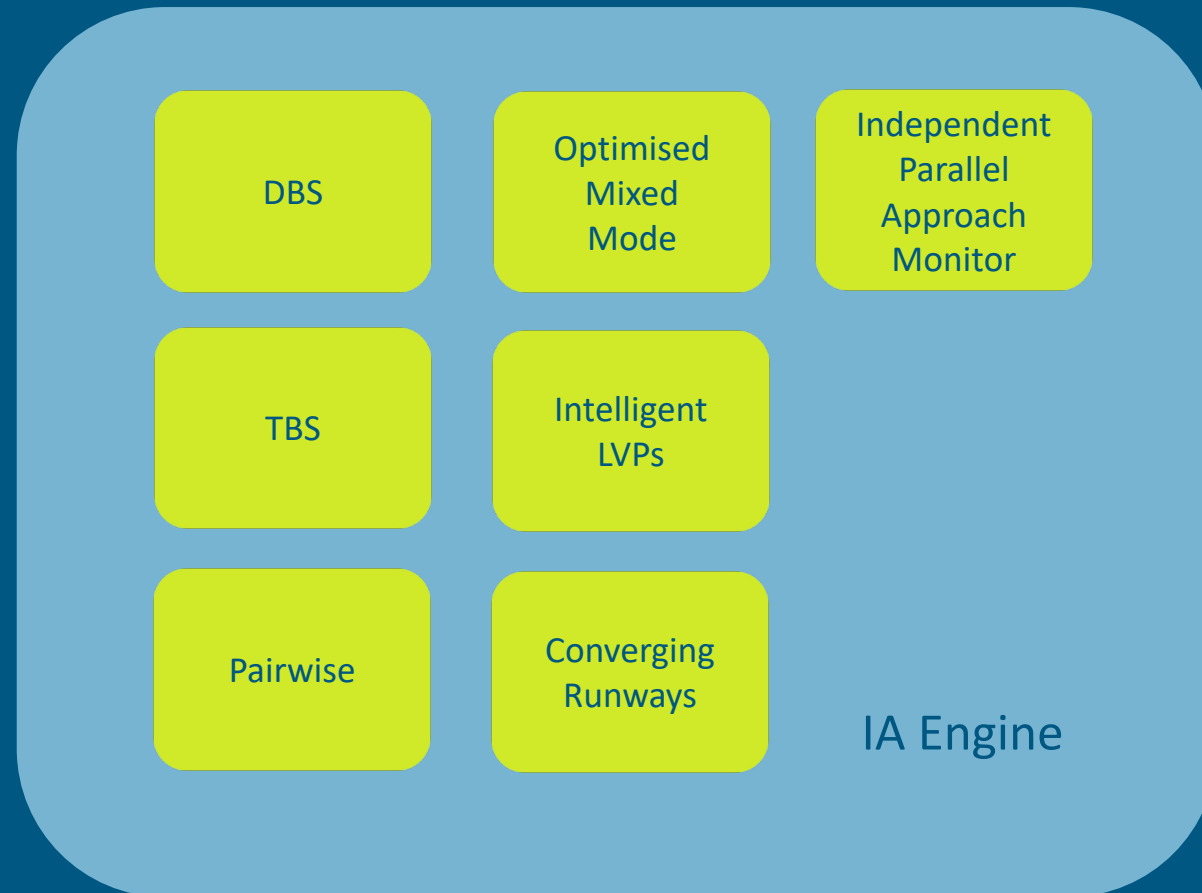 DBS
Optimised
Mixed
Mode
Independent
Parallel
Approach
Monitor
TBS
Intelligent
LVPs
Pairwise
Converging
Runways
IA Engine